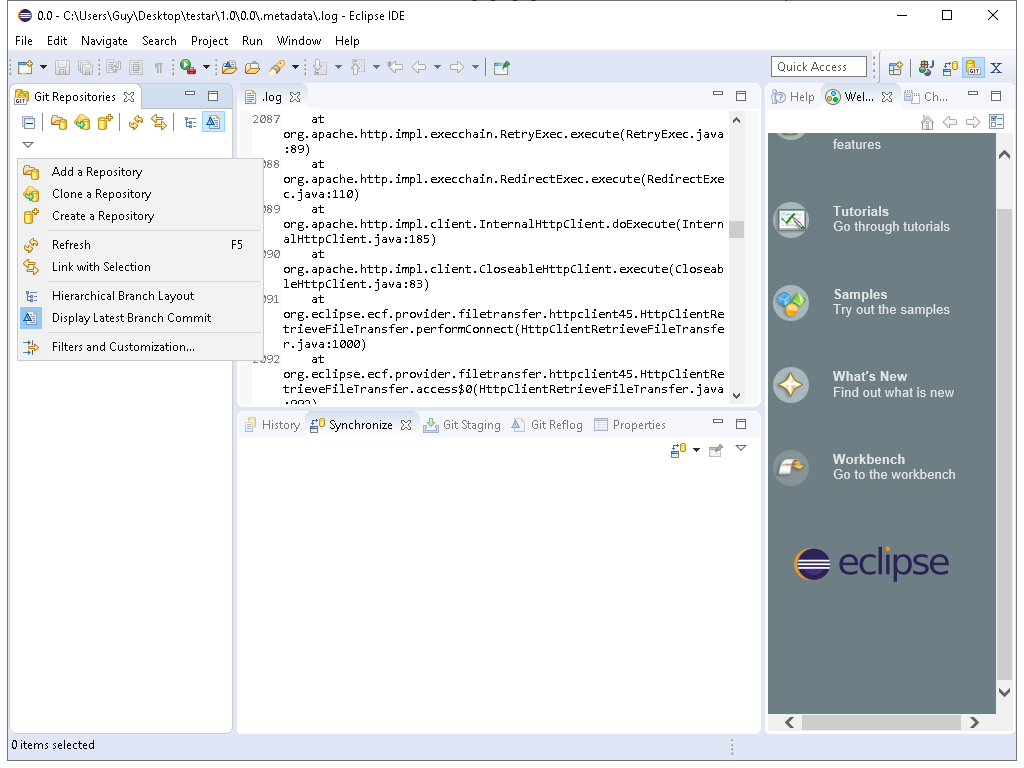 0.0 - C:\Users\Guy\Desktop\testar\1.0\0.0\.metadata\.log - Eclipse IDE
File Edit Navigate Search Project Run Window Help
Quick Access
Git Repositories
Add a Repository
Clone a Repository
Create a Repository
Refresh F5
Link with Selection
Hierarchical Branch Layout
Display Latest Branch Commit
Filters and Customization...
.log
2087 at
org.apache.http.impl.execchain.RetryExec.execute(RetryExec.java
:89)
088 at
org.apache.http.impl.execchain.RedirectExec.execute(RedirectExe
c.java:110)
089 at
org.apache.http.impl.client.InternalHttpClient.doExecute(Intern
alHttpClient.java:185)
090 at
org.apache.http.impl.client.CloseableHttpClient.execute(Closeab
leHttpClient.java:83)
091 at
org.eclipse.ecf.provider.filetransfer.httpclient45.HttpClientRe
trieveFileTransfer.performConnect(HttpClientRetrieveFileTransfe
r.java:1000)
2092 at
org.eclipse.ecf.provider.filetransfer.httpclient45.HttpClientRe
trieveFileTransfer.access$0(HttpClientRetrieveFileTransfer.java
:992)
History Synchronize Git Staging Git Reflog Properties
Help Wel... Ch...
features
Tutorials
Go through tutorials
Samples
Try out the samples
What's New
Find out what is new
Workbench
Go to the workbench
eclipse
0 items selected